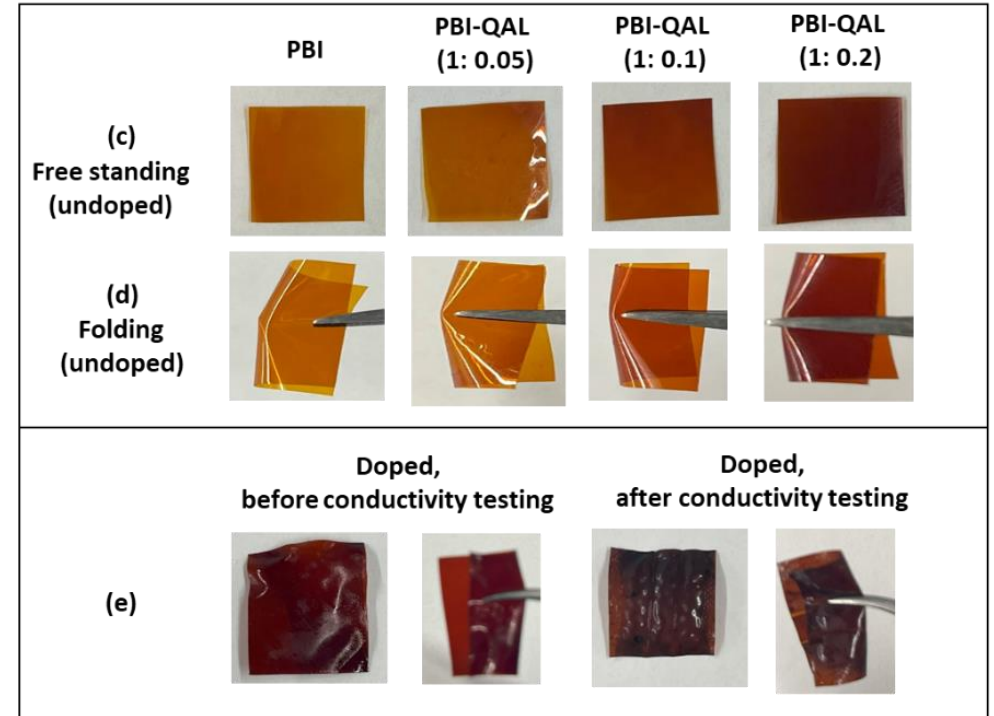 PBI
PBI-QAL
(1: 0.05)
PBI-QAL
(1: 0.1)
PBI-QAL
(1: 0.2)
(c)
Free standing
(undoped)
(d)
Folding
(undoped)
Doped,
before conductivity testing
Doped,
after conductivity testing
(e)